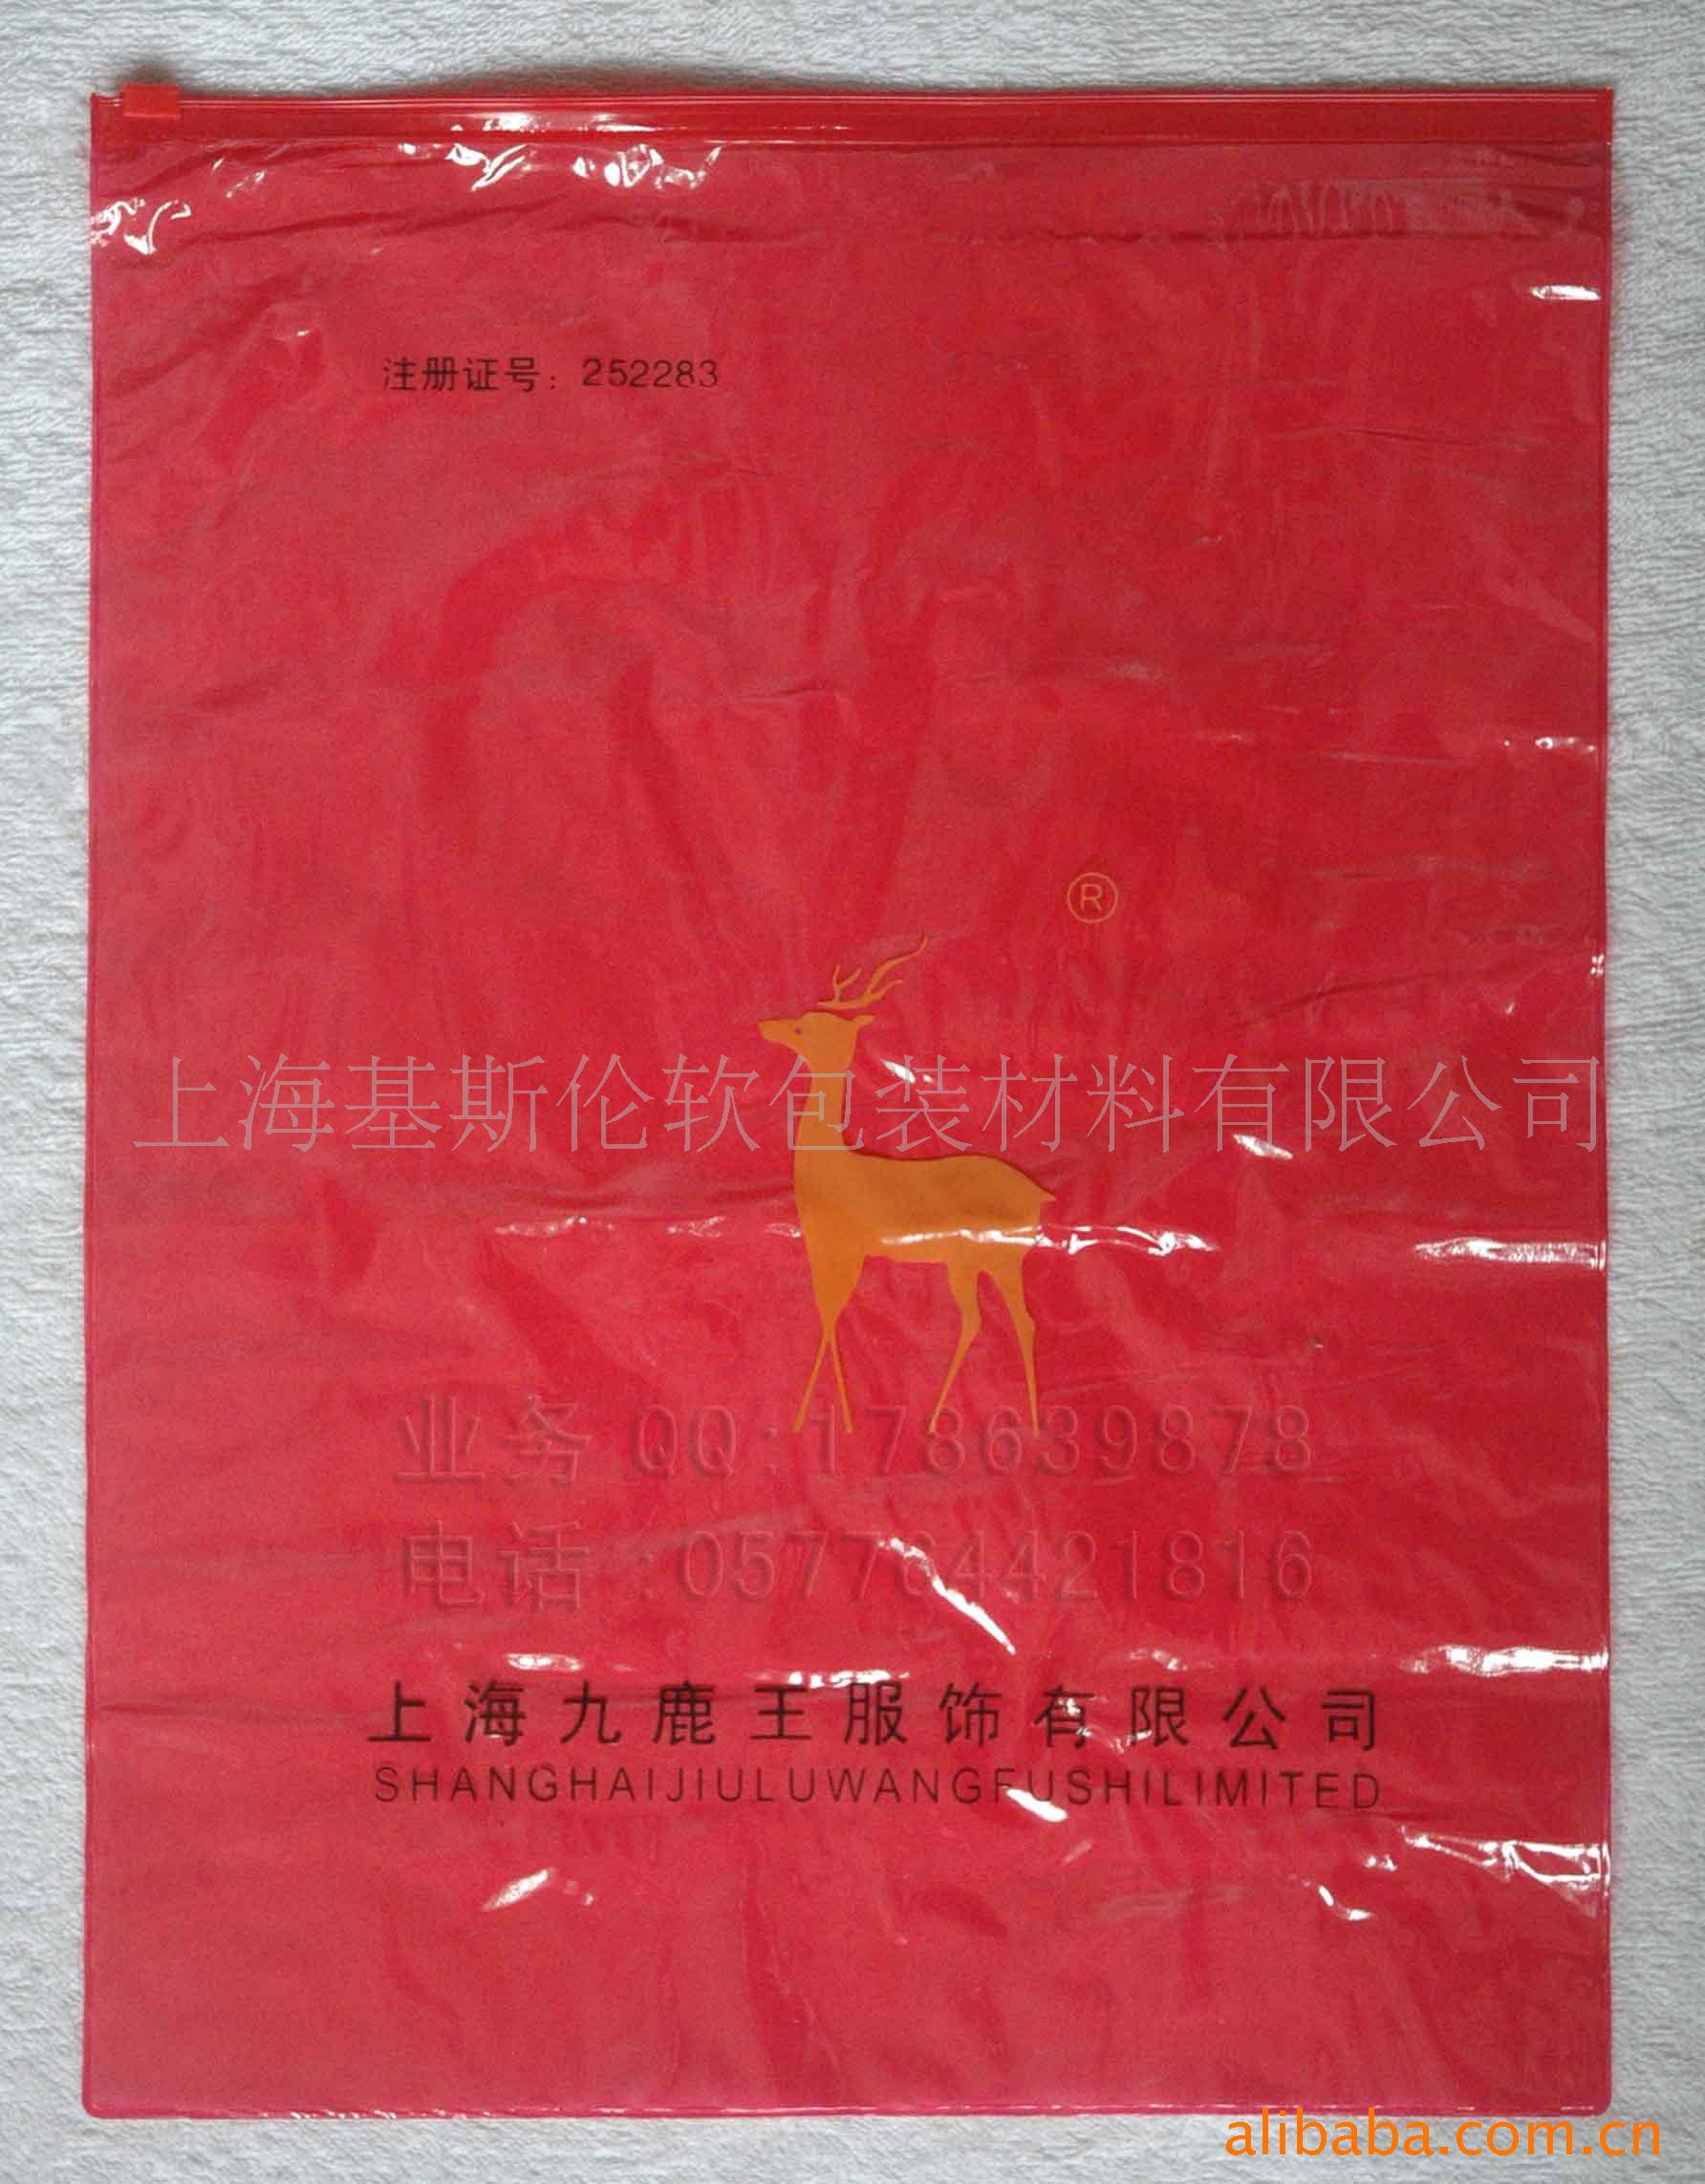 注册证号：252283
®
上海基斯伦软包装材料有限公司
业务 QQ:178639878
电话 :057764421816
上海九鹿王服饰有限公司
SHANGHAIJIULUWANGFUSHILIMITED
alibaba.com.cn